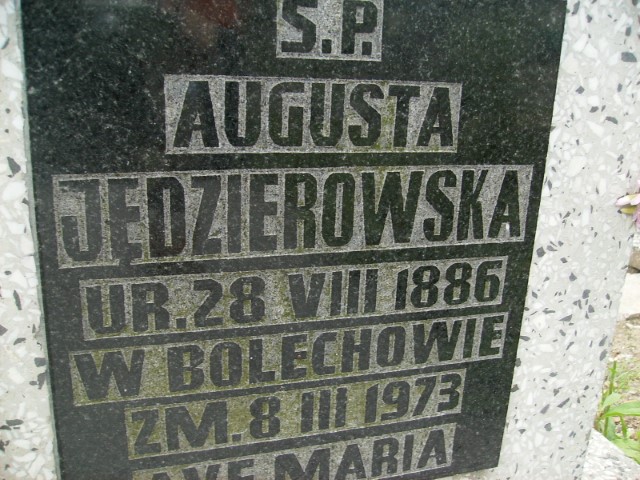 Ś.P.
AUGUSTA
JĘDZIEROWSKA
UR. 28 VIII 1886
W BOLECHOWIE
ZM. 8 III 1973
AVE MARIA